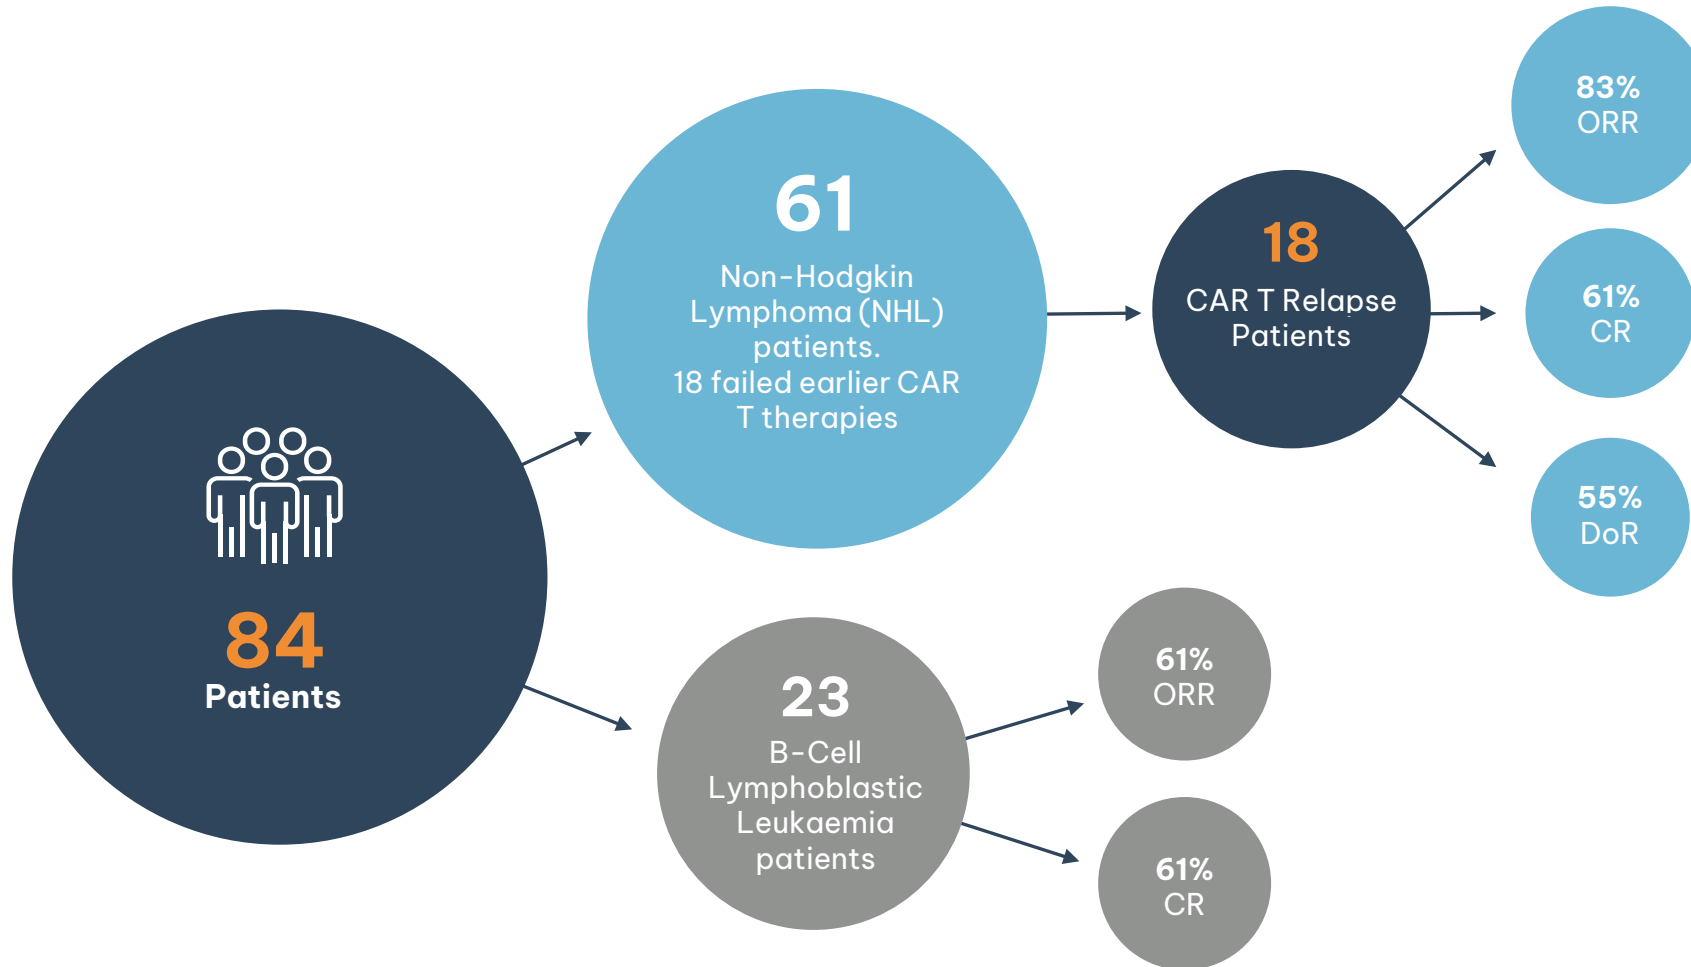 84
Patients
61
Non-Hodgkin
Lymphoma (NHL)
patients.
18 failed earlier CAR
T therapies
18
CAR T Relapse
Patients
83%
ORR
61%
CR
55%
DoR
23
B-Cell
Lymphoblastic
Leukaemia
patients
61%
ORR
61%
CR